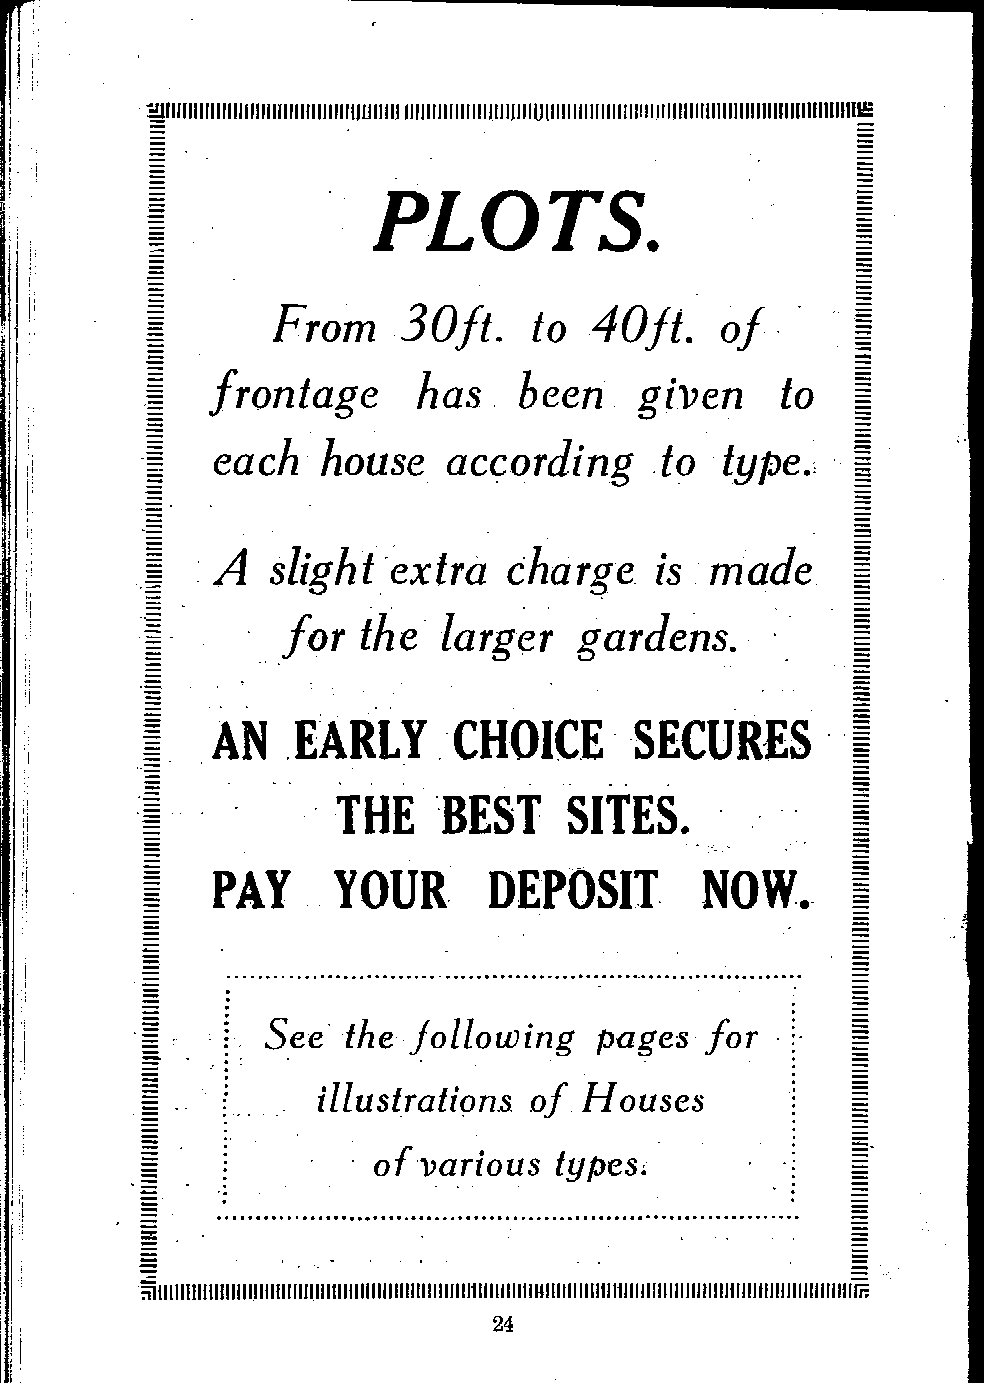 PLOTS.
From 30ft. to 40ft. of
frontage has been given to
each house according to type.
A slight extra charge is made
for the larger gardens.
AN EARLY CHOICE SECURES
THE BEST SITES.
PAY YOUR DEPOSIT NOW.
See the following pages for
illustrations of Houses
of various types.
24